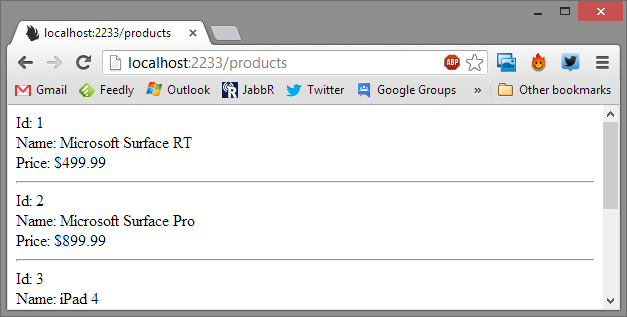 localhost:2233/products
localhost:2233/products ABP
Gmail Feedly Outlook JabbR Twitter Google Groups » Other bookmarks
Id: 1
Name: Microsoft Surface RT
Price: $499.99
Id: 2
Name: Microsoft Surface Pro
Price: $899.99
Id: 3
Name: iPad 4